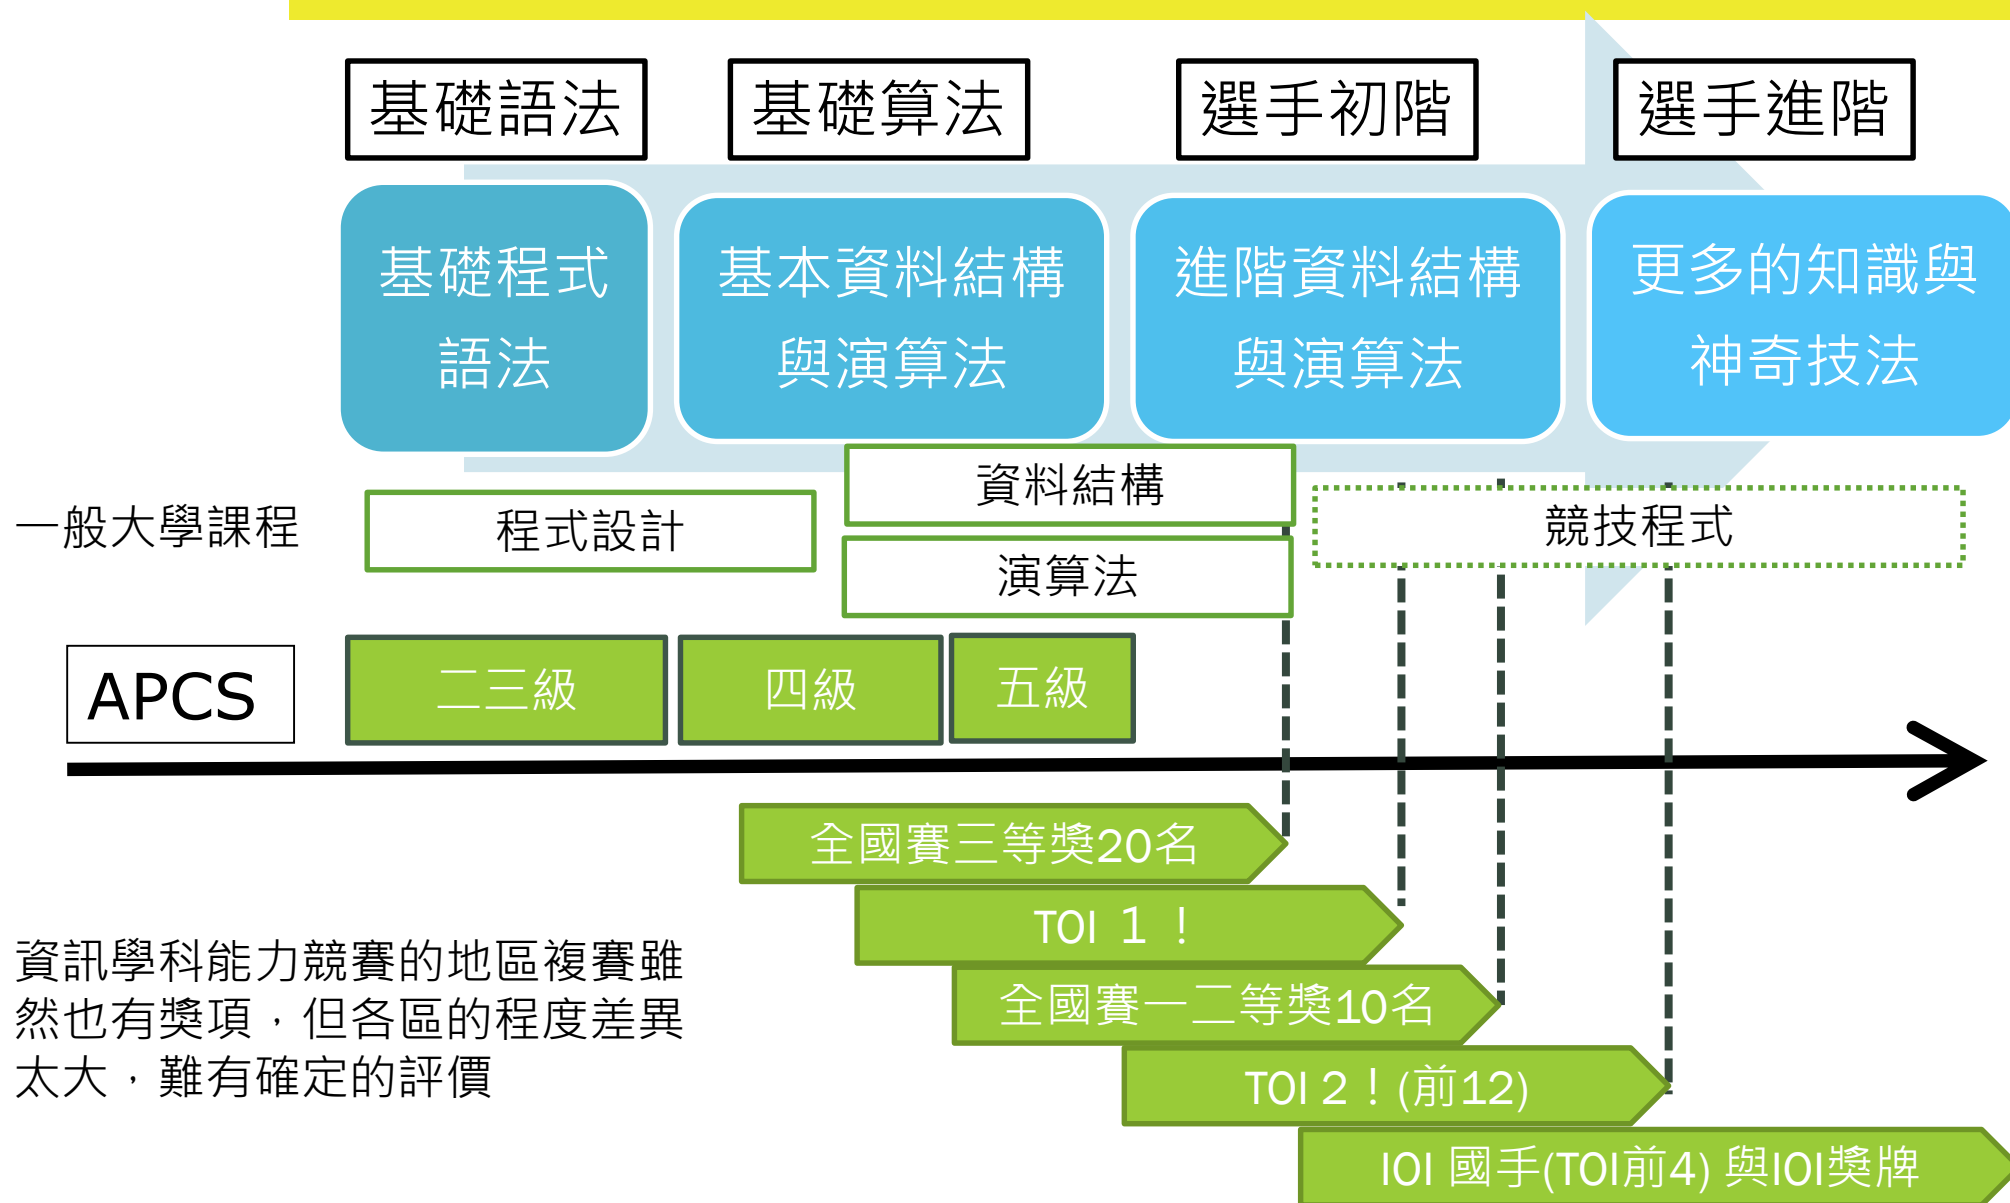 基礎語法
基礎算法
選手初階
選手進階
基礎程式
語法
基本資料結構
與演算法
進階資料結構
與演算法
更多的知識與
神奇技法
一般大學課程
程式設計
資料結構
演算法
競技程式
APCS
二三級
四級
五級
全國賽三等獎20名
TOI 1 !
全國賽一二等獎10名
TOI 2 ! (前12)
IOI 國手(TOI前4) 與IOI獎牌
資訊學科能力競賽的地區複賽雖
然也有獎項，但各區的程度差異
太大，難有確定的評價